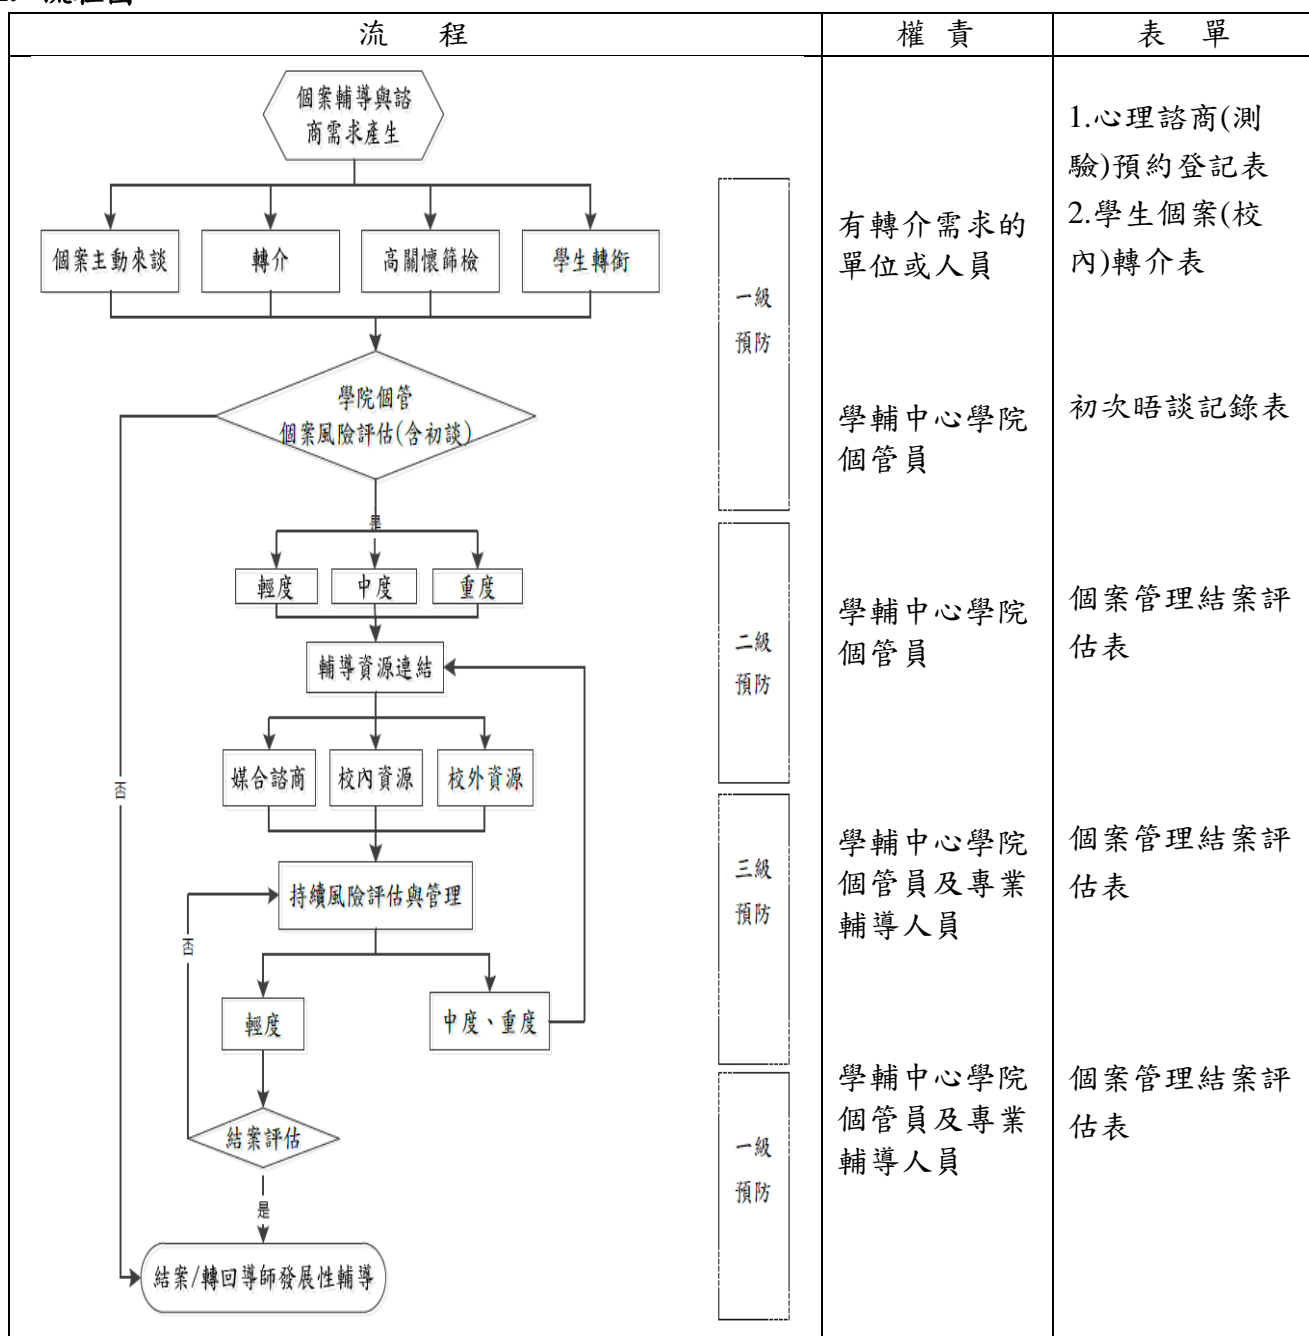 流 程
權 責
表 單
個案輔導與諮
商需求產生
個案主動來談
轉介
高關懷篩檢
學生轉銜
學院個管
個案風險評估(含初談)
是
輕度
中度
重度
輔導資源連結
媒合諮商
校內資源
校外資源
否
持續風險評估與管理
否
輕度
中度、重度
結案評估
是
結案/轉回導師發展性輔導
一級
預防
二級
預防
三級
預防
一級
預防
有轉介需求的
單位或人員
學輔中心學院
個管員
學輔中心學院
個管員
學輔中心學院
個管員及專業
輔導人員
學輔中心學院
個管員及專業
輔導人員
1.心理諮商(測
驗)預約登記表
2.學生個案(校
內)轉介表
初次晤談記錄表
個案管理結案評
估表
個案管理結案評
估表
個案管理結案評
估表